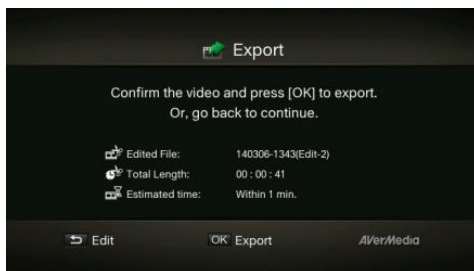 Export
Confirm the video and press [OK] to export.
Or, go back to continue.
Edited File: 140306-1343(Edit-2)
Total Length: 00 : 00 : 41
Estimated time: Within 1 min.
Edit OK Export AVerMedia